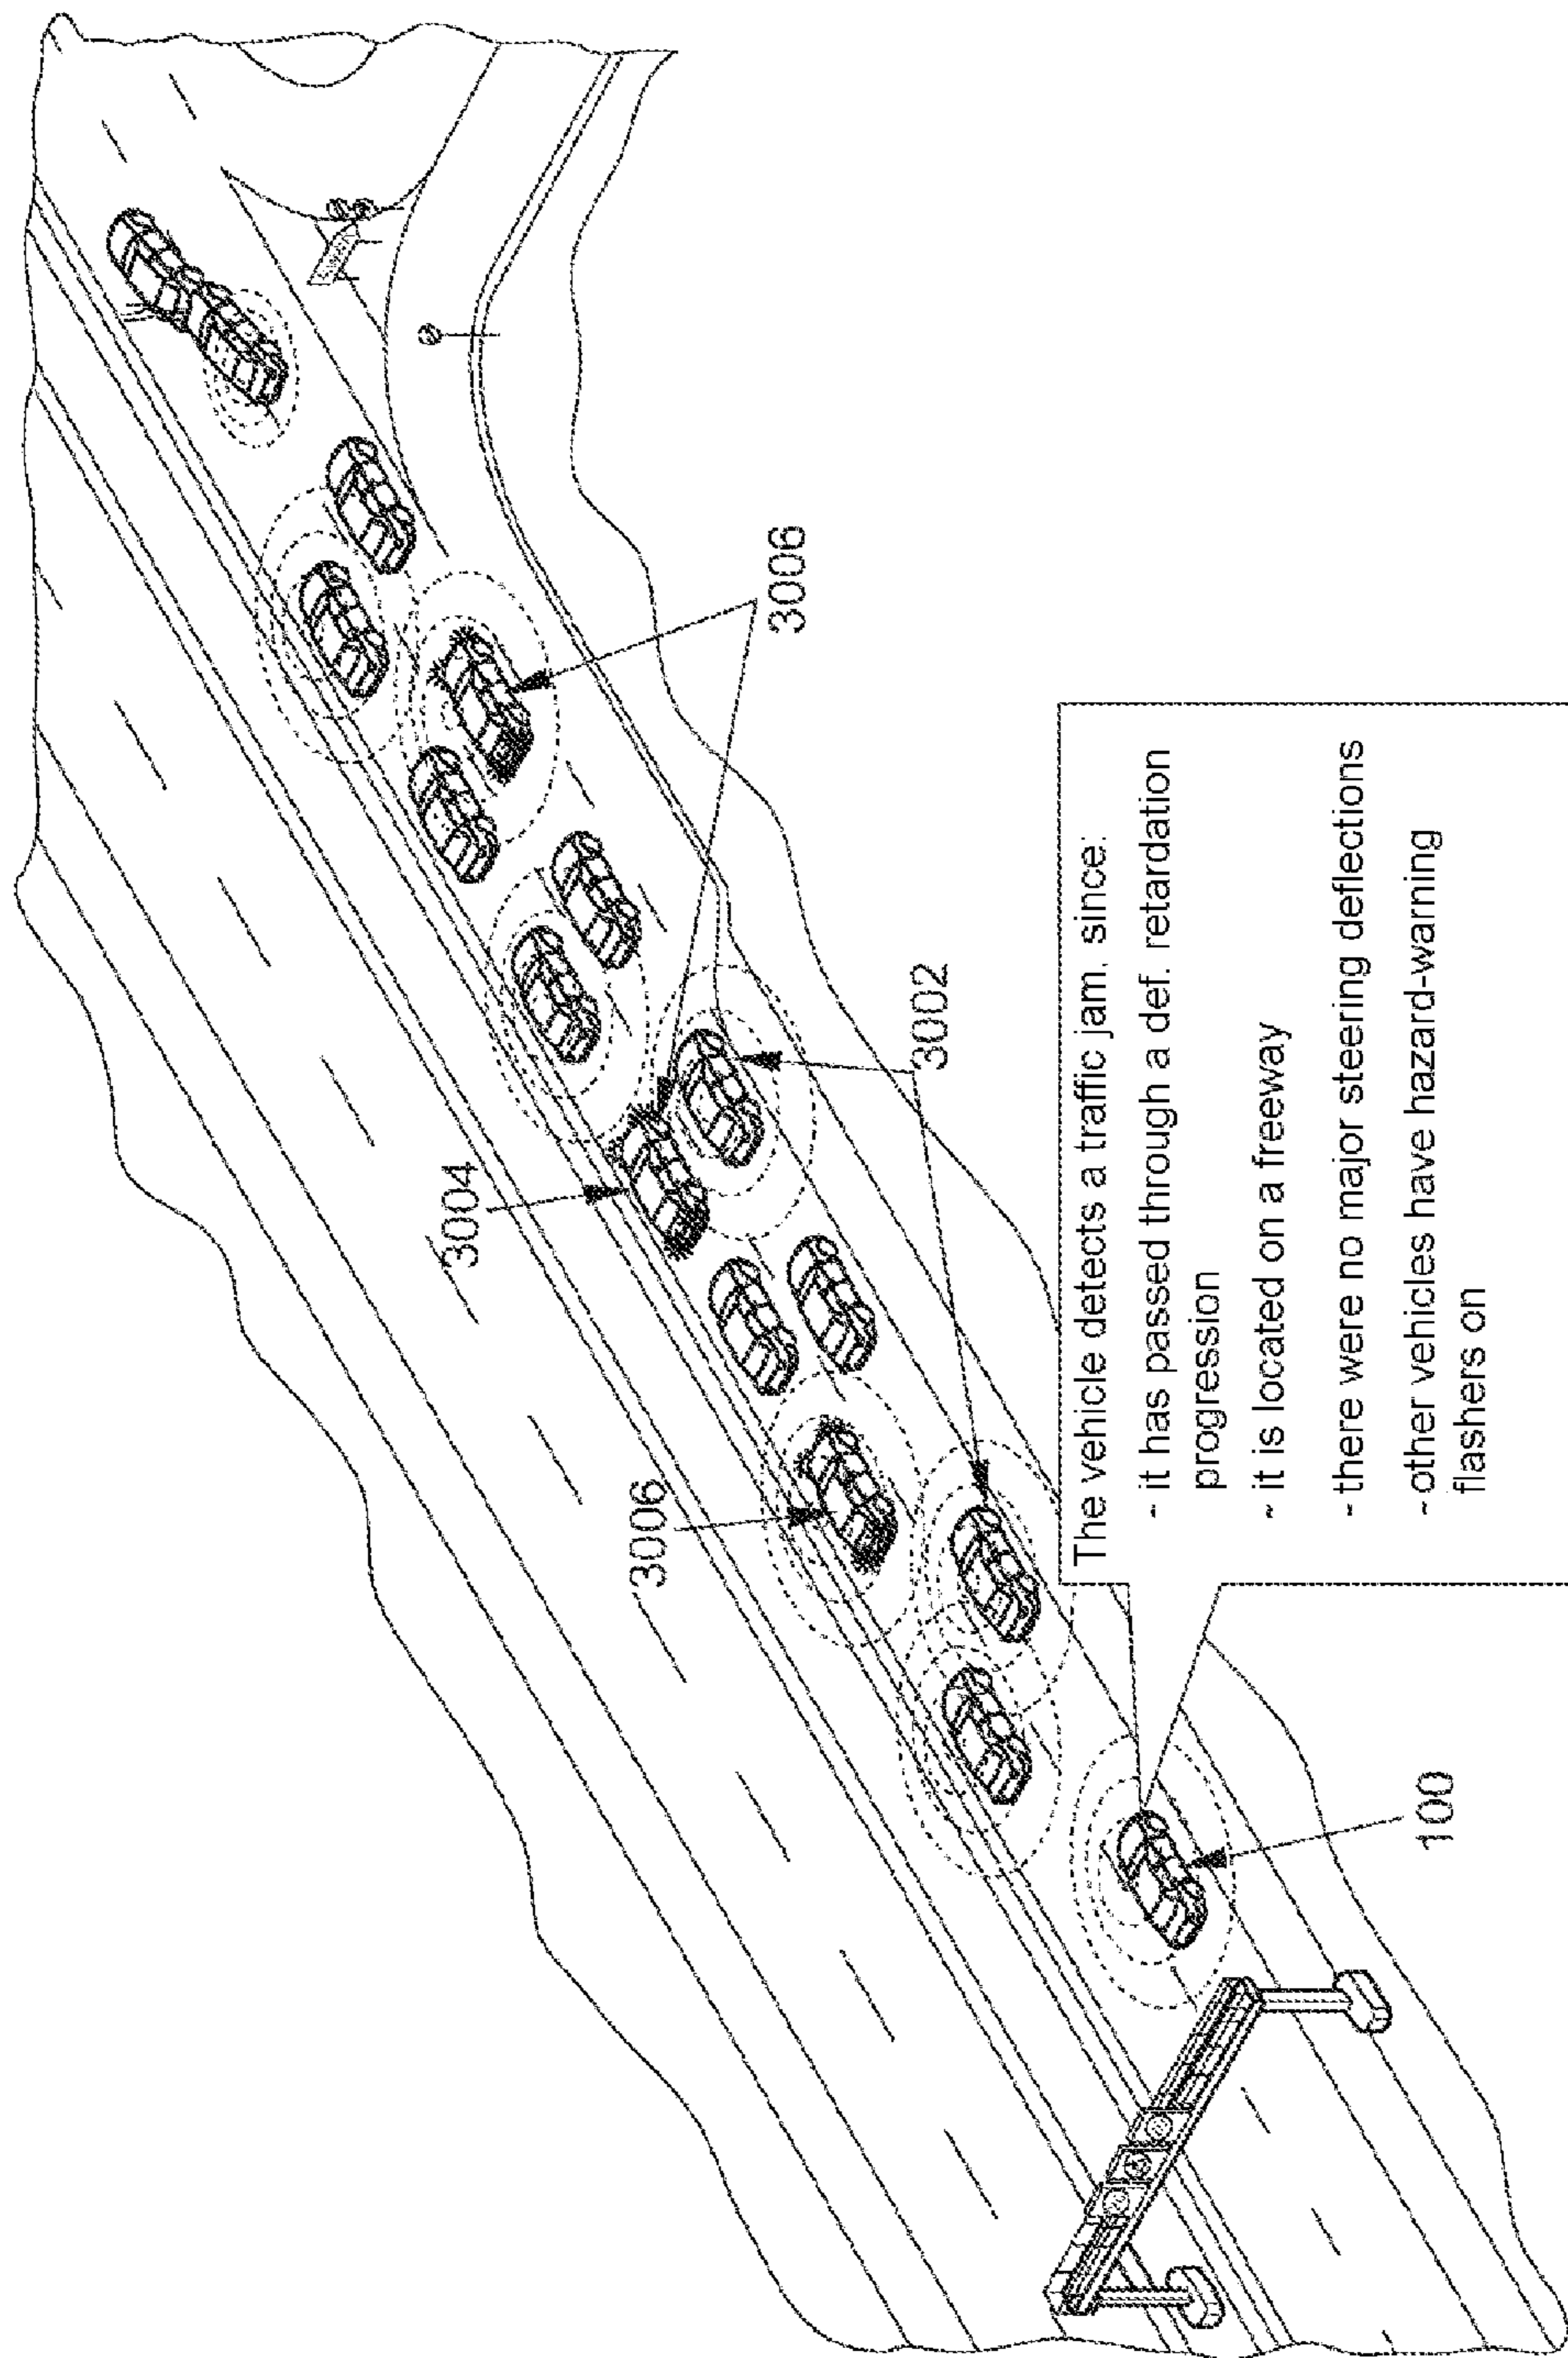 3006
3004
3006
3002
The vehicle detects a traffic jam, since:
- it has passed through a def. retardation
progression
- it is located on a freeway
- there were no major steering deflections
- other vehicles have hazard-warning
flashers on
100